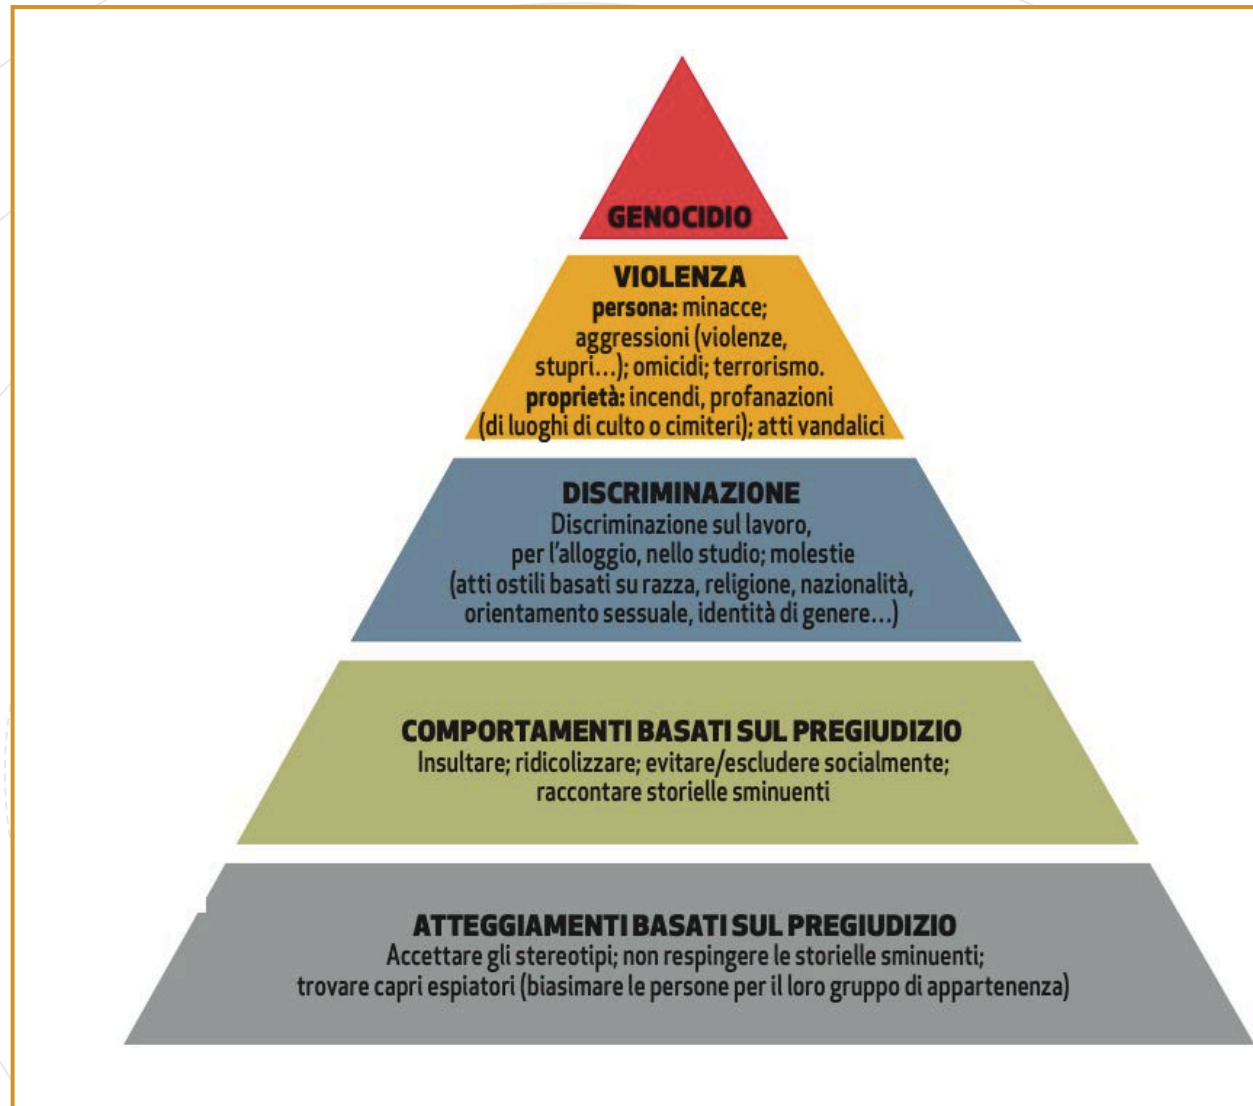 GENOCIDIO
VIOLENZA
persona: minacce;
aggressioni (violenze,
stupri...); omicidi; terrorismo.
proprietà: incendi, profanazioni
(di luoghi di culto o cimiteri); atti vandalici
DISCRIMINAZIONE
Discriminazione sul lavoro,
per l'alloggio, nello studio; molestie
(atti ostili basati su razza, religione, nazionalità,
orientamento sessuale, identità di genere...)
COMPORTAMENTI BASATI SUL PREGIUDIZIO
Insultare; ridicolizzare; evitare/escludere socialmente;
raccontare storielle sminuenti
ATTEGGIAMENTI BASATI SUL PREGIUDIZIO
Accettare gli stereotipi; non respingere le storielle sminuenti;
trovare capri espiatori (biasimare le persone per il loro gruppo di appartenenza)